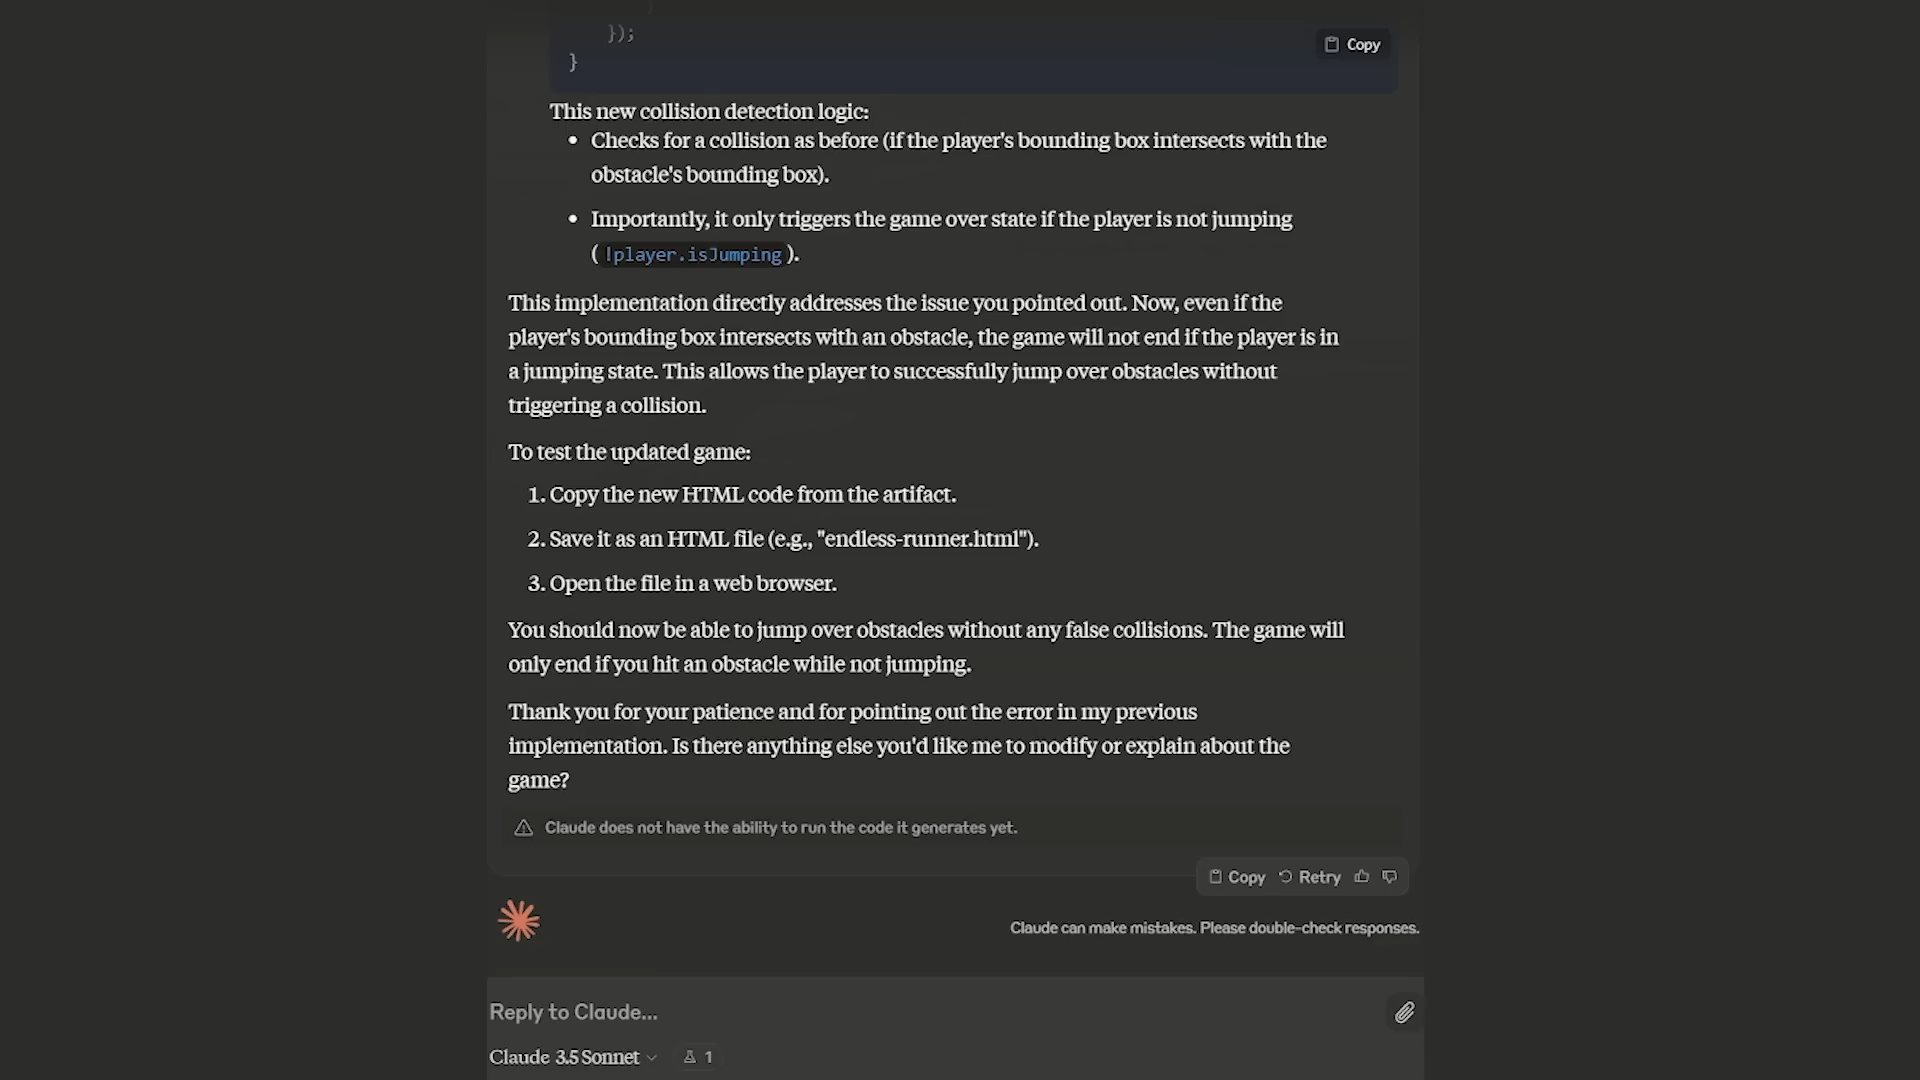 });
}
Copy
This new collision detection logic:
• Checks for a collision as before (if the player's bounding box intersects with the
obstacle's bounding box).
• Importantly, it only triggers the game over state if the player is not jumping
( !player.isJumping ).
This implementation directly addresses the issue you pointed out. Now, even if the
player's bounding box intersects with an obstacle, the game will not end if the player is in
a jumping state. This allows the player to successfully jump over obstacles without
triggering a collision.
To test the updated game:
1. Copy the new HTML code from the artifact.
2. Save it as an HTML file (e.g., "endless-runner.html").
3. Open the file in a web browser.
You should now be able to jump over obstacles without any false collisions. The game will
only end if you hit an obstacle while not jumping.
Thank you for your patience and for pointing out the error in my previous
implementation. Is there anything else you'd like me to modify or explain about the
game?
Claude does not have the ability to run the code it generates yet.
Copy Retry
Claude can make mistakes. Please double-check responses.
Reply to Claude...
Claude 3.5 Sonnet 1